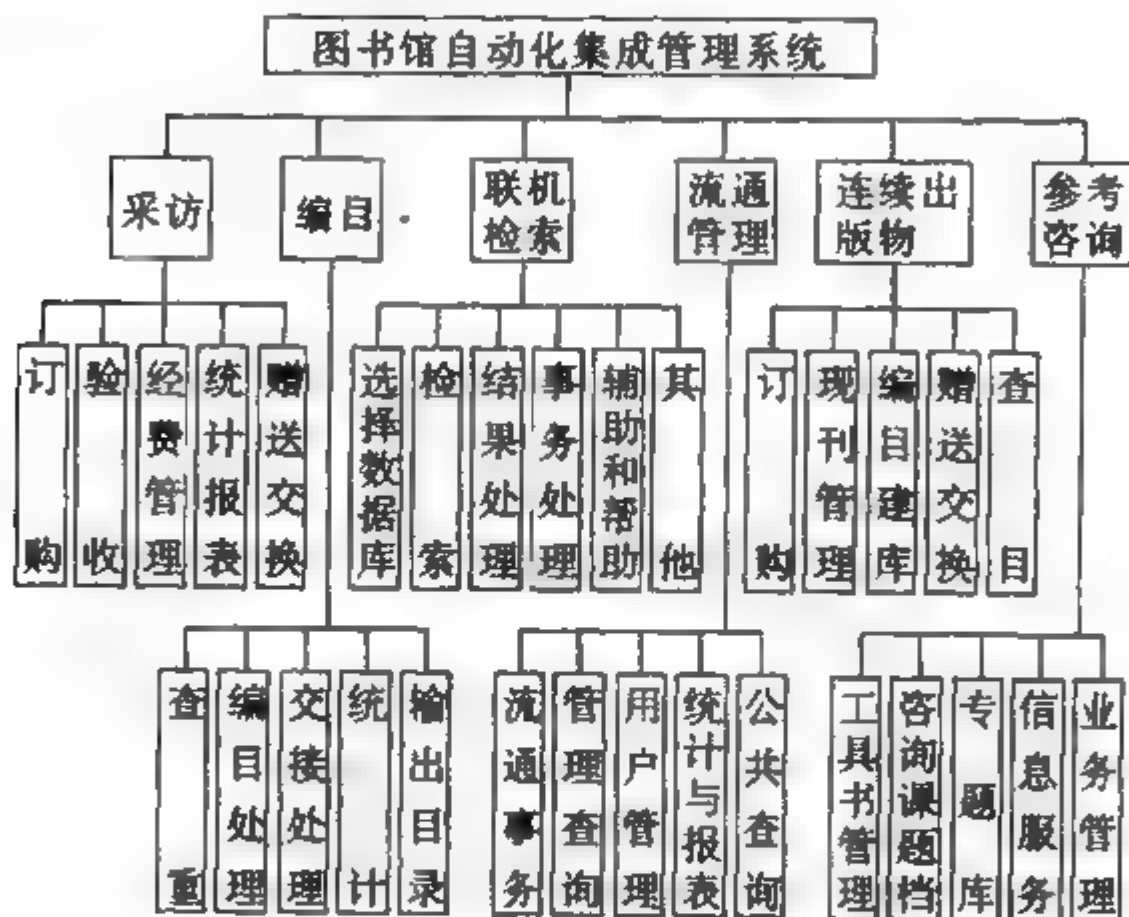 图书馆自动化集成管理系统
采访
编目
联机
检索
流通
管理
连续出
版物
参考
咨询
订购
验收
经费管理
统计报表
赠送交换
选择数据库
检索
结果处理
事务处理
辅助和帮助
其他
订购
现刊管理
编目建库
赠送交换
查目
查重
编目处理
交接处理
统计
输出目录
流通事务
管理查询
用户管理
统计与报表
公共查询
工具书管理
咨询课题档
专题库
信息服务
业务管理